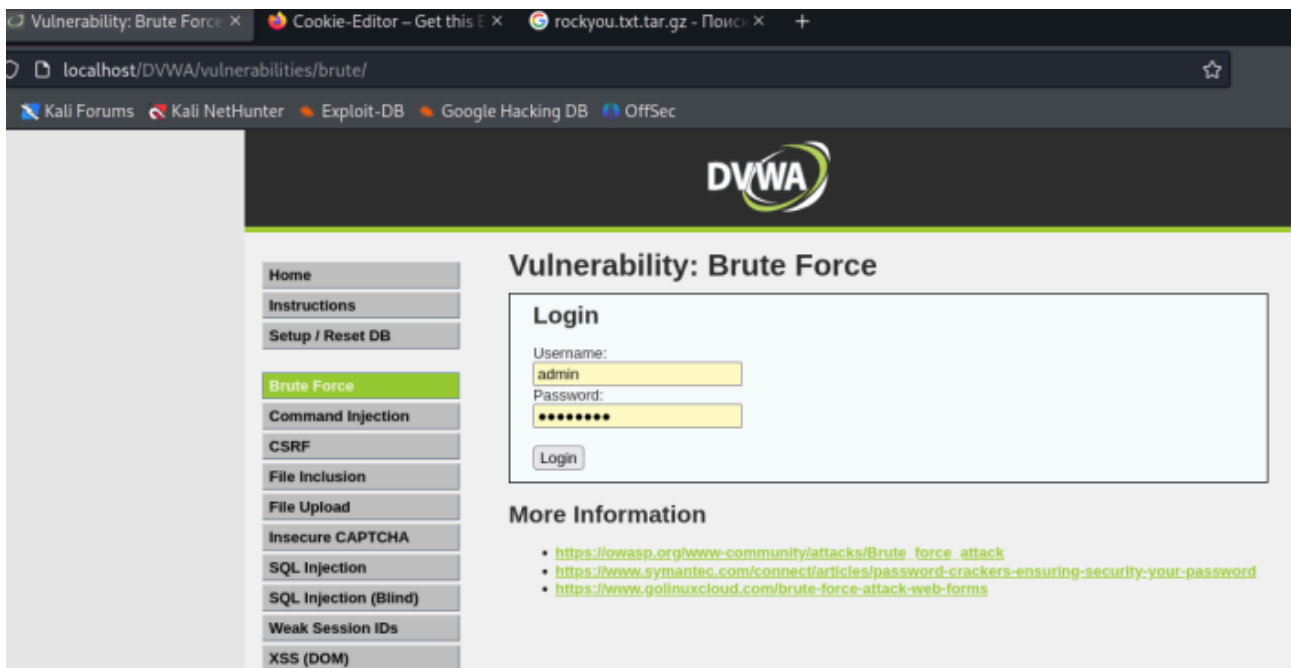 Vulnerability: Brute Force
Cookie-Editor – Get this E
rockyou.txt.tar.gz - Поиск
localhost/DVWA/vulnerabilities/brute/
Kali Forums Kali NetHunter Exploit-DB Google Hacking DB OffSec
DVWA
Home
Instructions
Setup / Reset DB
Brute Force
Command Injection
CSRF
File Inclusion
File Upload
Insecure CAPTCHA
SQL Injection
SQL Injection (Blind)
Weak Session IDs
XSS (DOM)
Vulnerability: Brute Force
Login
Username:
admin
Password:
••••••••
Login
More Information
• https://owasp.org/www-community/attacks/Brute_force_attack
• https://www.symantec.com/connect/articles/password-crackers-ensuring-security-your-password
• https://www.golinuxcloud.com/brute-force-attack-web-forms